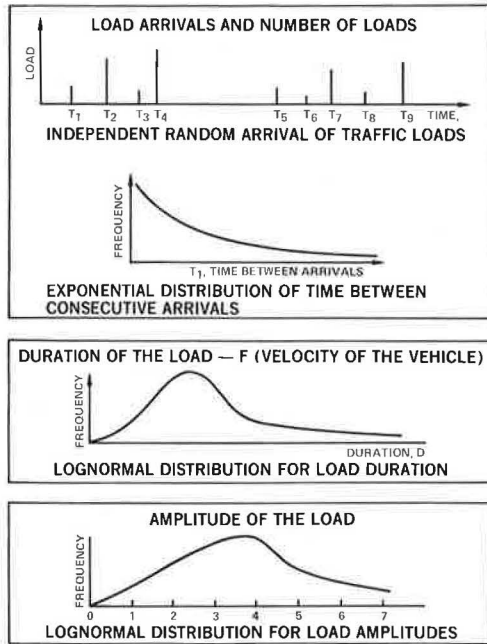 LOAD ARRIVALS AND NUMBER OF LOADS
LOAD
T1 T2 T3 T4 T5 T6 T7 T8 T9 TIME,
INDEPENDENT RANDOM ARRIVAL OF TRAFFIC LOADS
FREQUENCY
T1, TIME BETWEEN ARRIVALS
EXPONENTIAL DISTRIBUTION OF TIME BETWEEN
CONSECUTIVE ARRIVALS
DURATION OF THE LOAD — F (VELOCITY OF THE VEHICLE)
FREQUENCY
DURATION, D
LOGNORMAL DISTRIBUTION FOR LOAD DURATION
AMPLITUDE OF THE LOAD
FREQUENCY
0 1 2 3 4 5 6 7
LOGNORMAL DISTRIBUTION FOR LOAD AMPLITUDES